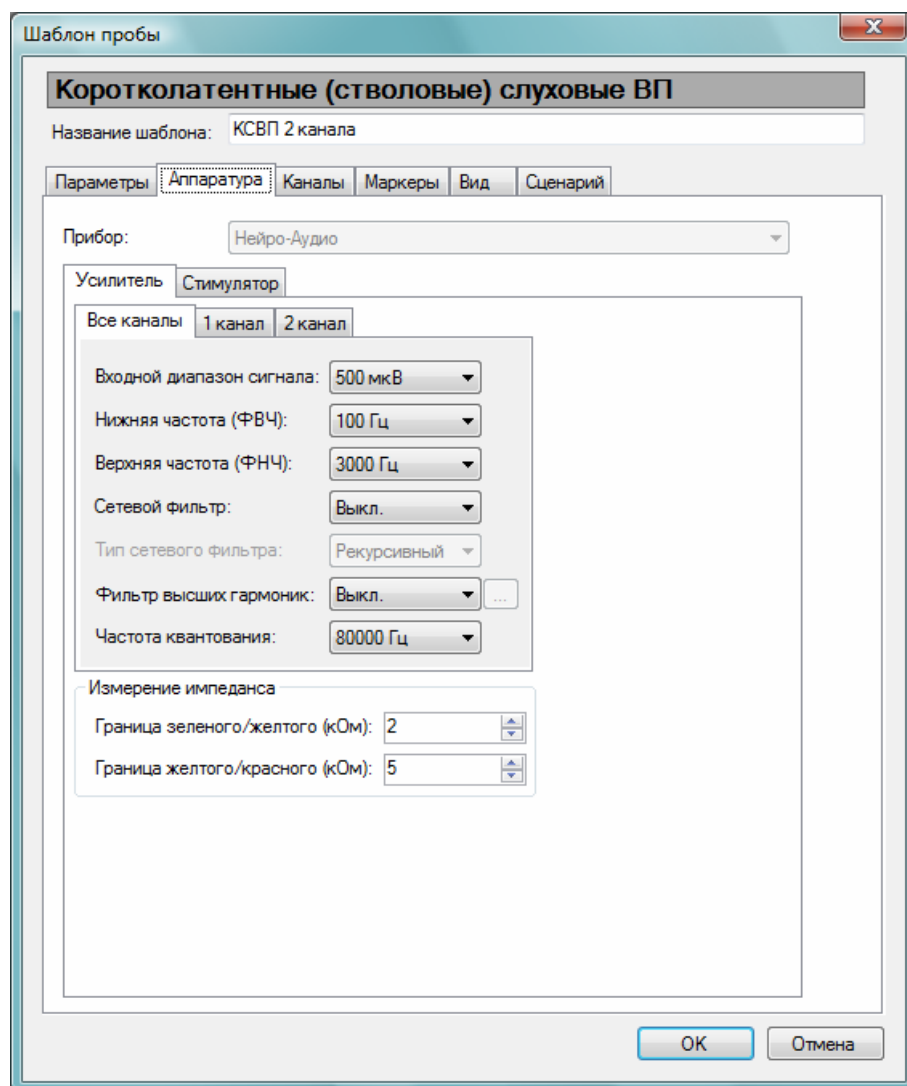 Шаблон пробы
Коротколатентные (стволовые) слуховые ВП
Название шаблона: КСВП 2 канала
Параметры Аппаратура Каналы Маркеры Вид Сценарий
Прибор: Нейро-Аудио
Усилитель Стимулятор
Все каналы 1 канал 2 канал
Входной диапазон сигнала: 500 мкВ
Нижняя частота (ФВЧ): 100 Гц
Верхняя частота (ФНЧ): 3000 Гц
Сетевой фильтр: Выкл.
Тип сетевого фильтра: Рекурсивный
Фильтр высших гармоник: Выкл. ...
Частота квантования: 80000 Гц
Измерение импеданса
Граница зеленого/желтого (кОм): 2
Граница желтого/красного (кОм): 5
OK Отмена